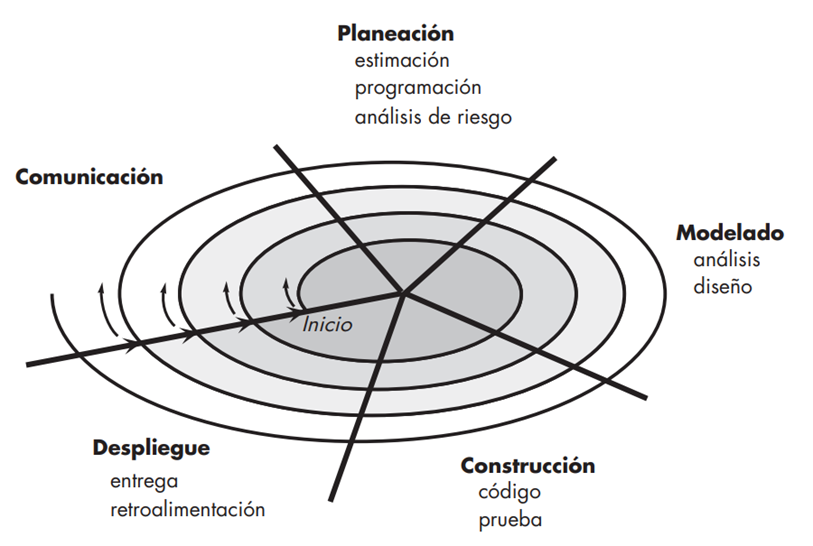 Planeación
estimación
programación
análisis de riesgo
Comunicación
Modelado
análisis
diseño
Inicio
Despliegue
entrega
retroalimentación
Construcción
código
prueba